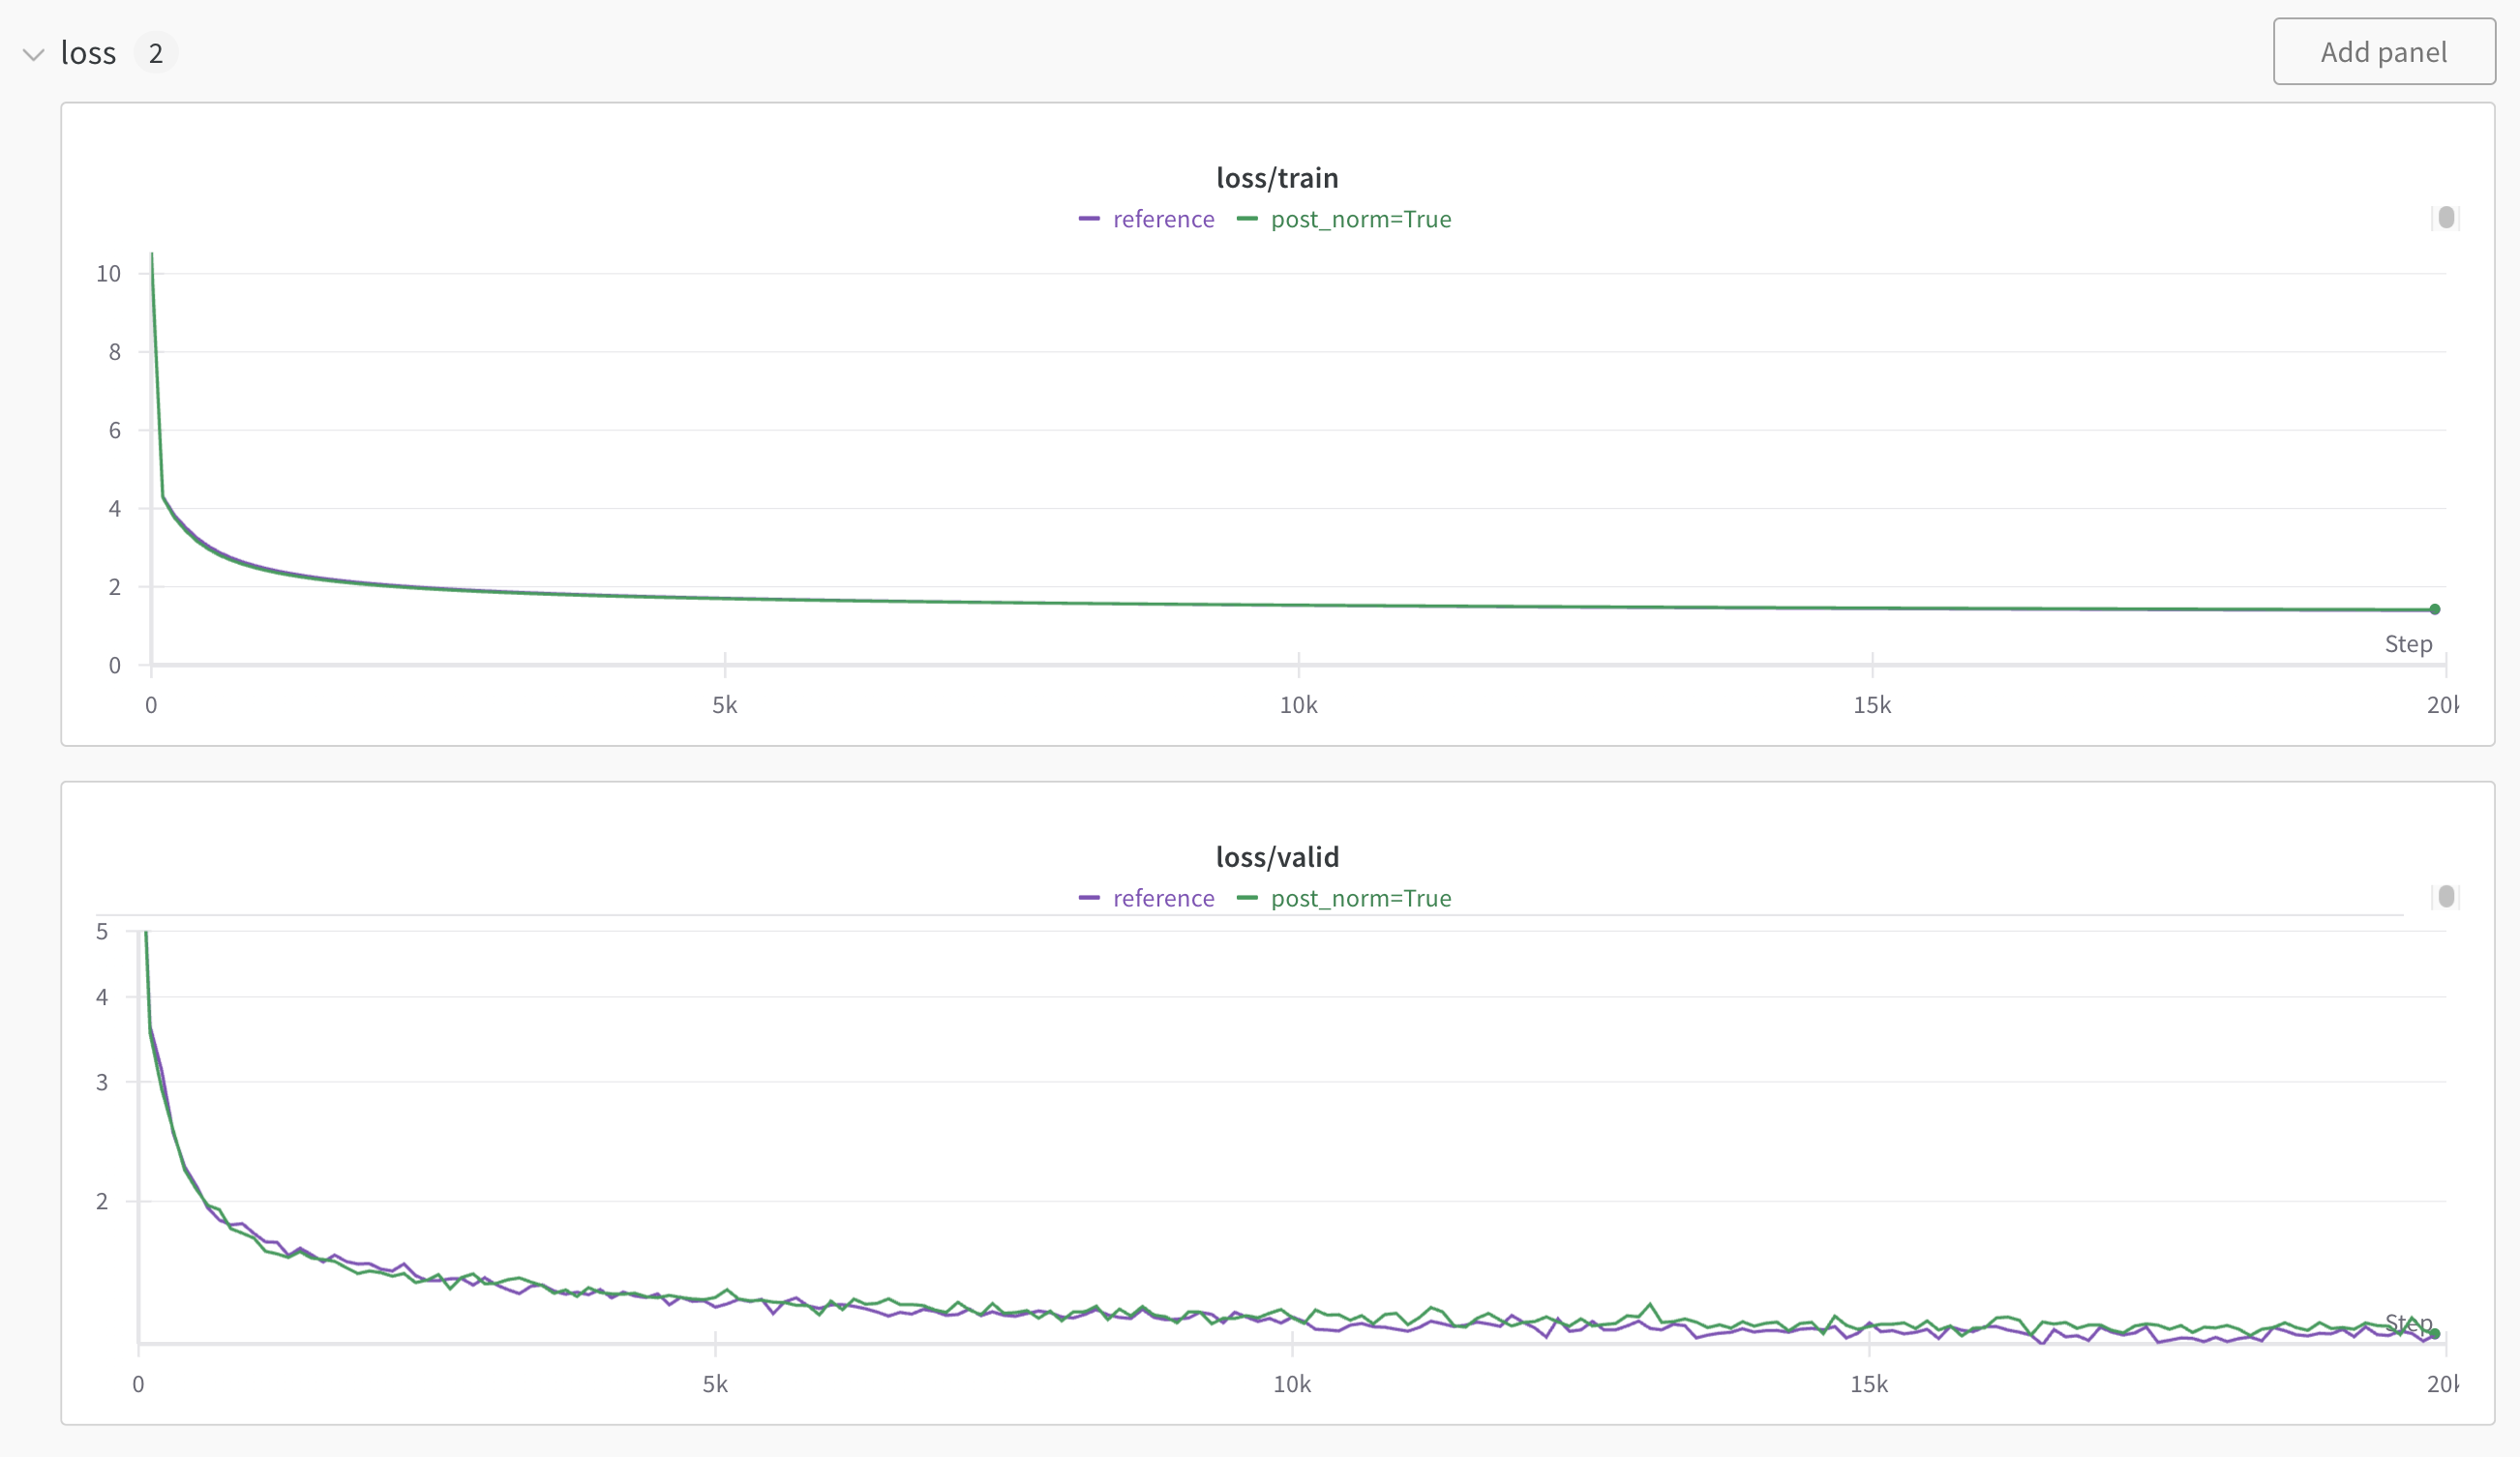 loss 2
Add panel
loss/train
reference post_norm=True
10
8
6
4
2
0
Step
0 5k 10k 15k 20k
loss/valid
reference post_norm=True
5
4
3
2
Step
0 5k 10k 15k 20k